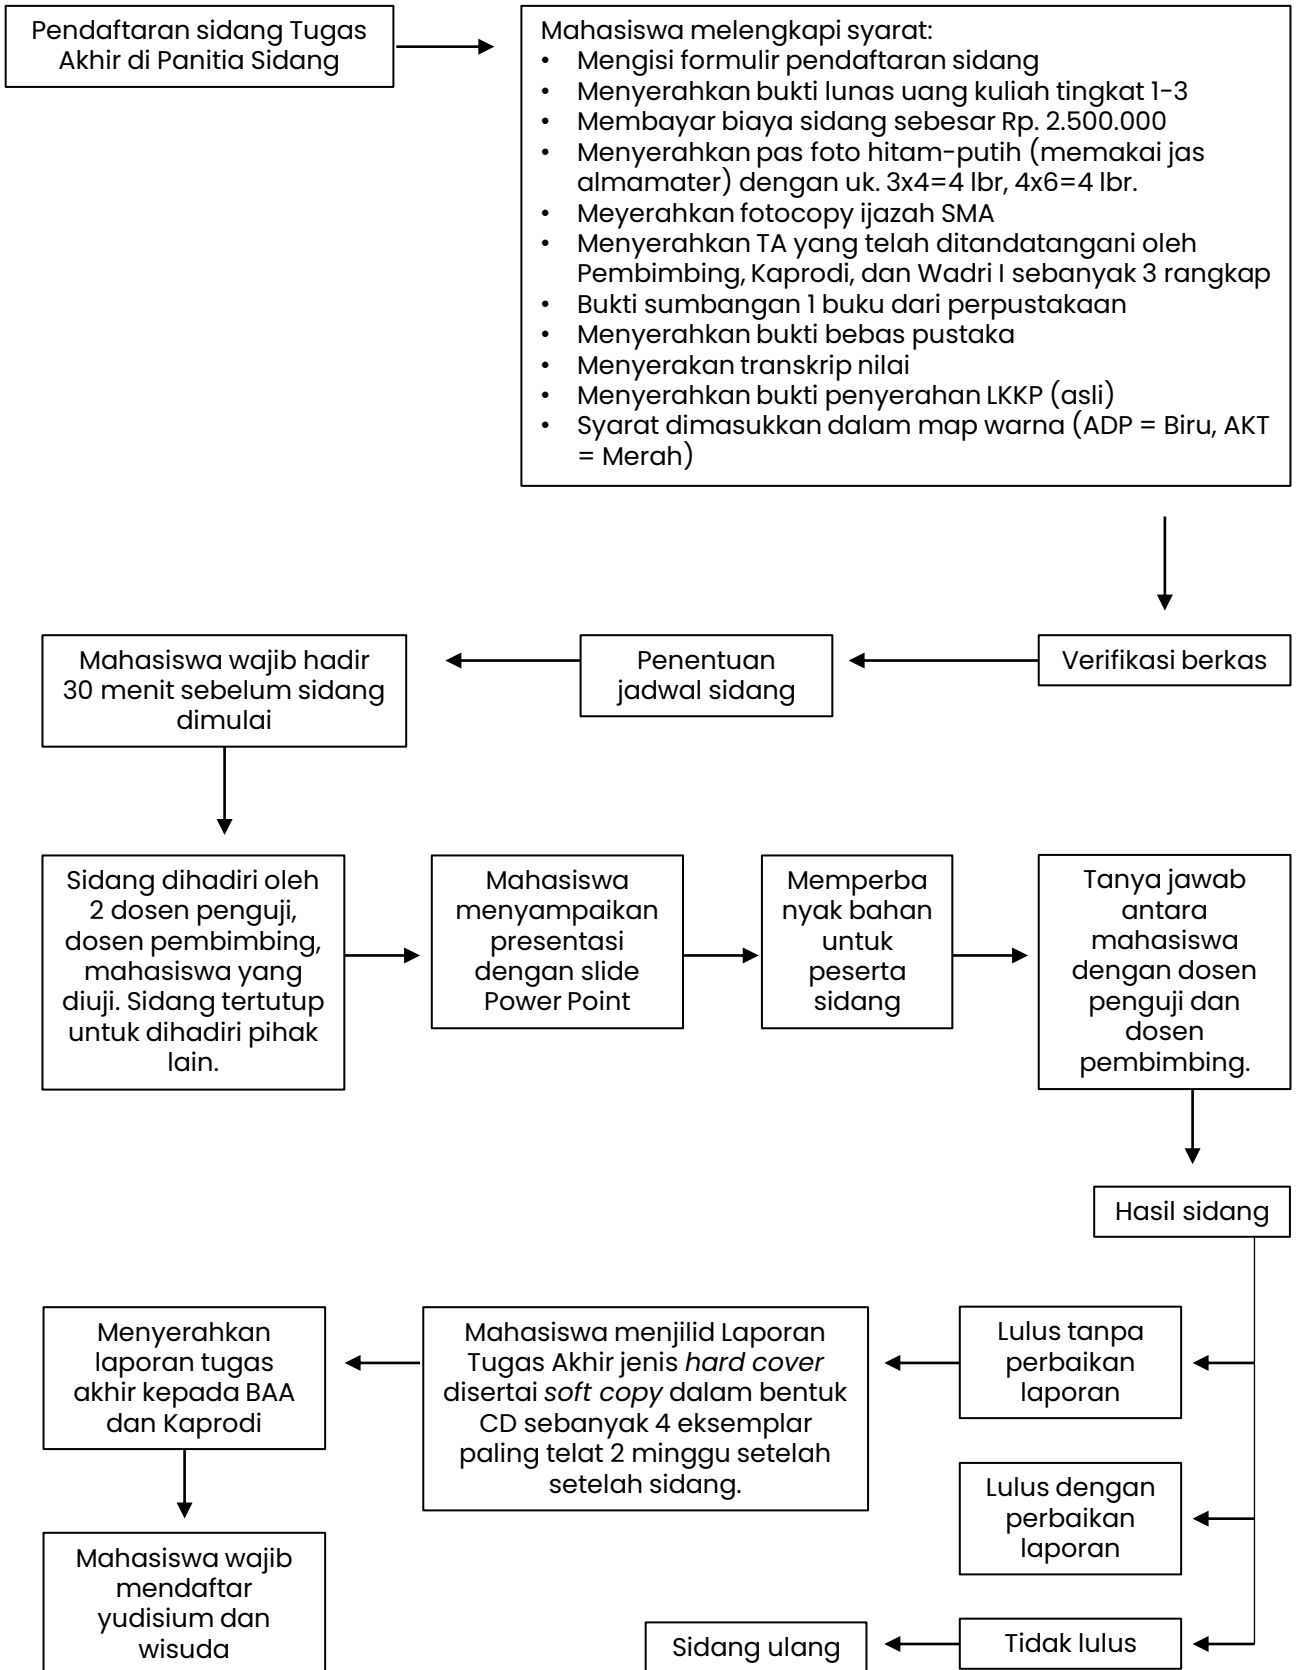 Pendaftaran sidang Tugas
Akhir di Panitia Sidang
Mahasiswa melengkapi syarat:
• Mengisi formulir pendaftaran sidang
• Menyerahkan bukti lunas uang kuliah tingkat 1-3
• Membayar biaya sidang sebesar Rp. 2.500.000
• Menyerahkan pas foto hitam-putih (memakai jas
almamater) dengan uk. 3x4=4 lbr, 4x6=4 lbr.
• Meyerahkan fotocopy ijazah SMA
• Menyerahkan TA yang telah ditandatangani oleh
Pembimbing, Kaprodi, dan Wadri I sebanyak 3 rangkap
• Bukti sumbangan 1 buku dari perpustakaan
• Menyerahkan bukti bebas pustaka
• Menyerakan transkrip nilai
• Menyerahkan bukti penyerahan LKKP (asli)
• Syarat dimasukkan dalam map warna (ADP = Biru, AKT
= Merah)
Verifikasi berkas
Penentuan
jadwal sidang
Mahasiswa wajib hadir
30 menit sebelum sidang
dimulai
Sidang dihadiri oleh
2 dosen penguji,
dosen pembimbing,
mahasiswa yang
diuji. Sidang tertutup
untuk dihadiri pihak
lain.
Mahasiswa
menyampaikan
presentasi
dengan slide
Power Point
Memperba
nyak bahan
untuk
peserta
sidang
Tanya jawab
antara
mahasiswa
dengan dosen
penguji dan
dosen
pembimbing.
Hasil sidang
Lulus tanpa
perbaikan
laporan
Mahasiswa menjilid Laporan
Tugas Akhir jenis hard cover
disertai soft copy dalam bentuk
CD sebanyak 4 eksemplar
paling telat 2 minggu setelah
setelah sidang.
Menyerahkan
laporan tugas
akhir kepada BAA
dan Kaprodi
Mahasiswa wajib
mendaftar
yudisium dan
wisuda
Lulus dengan
perbaikan
laporan
Tidak lulus
Sidang ulang